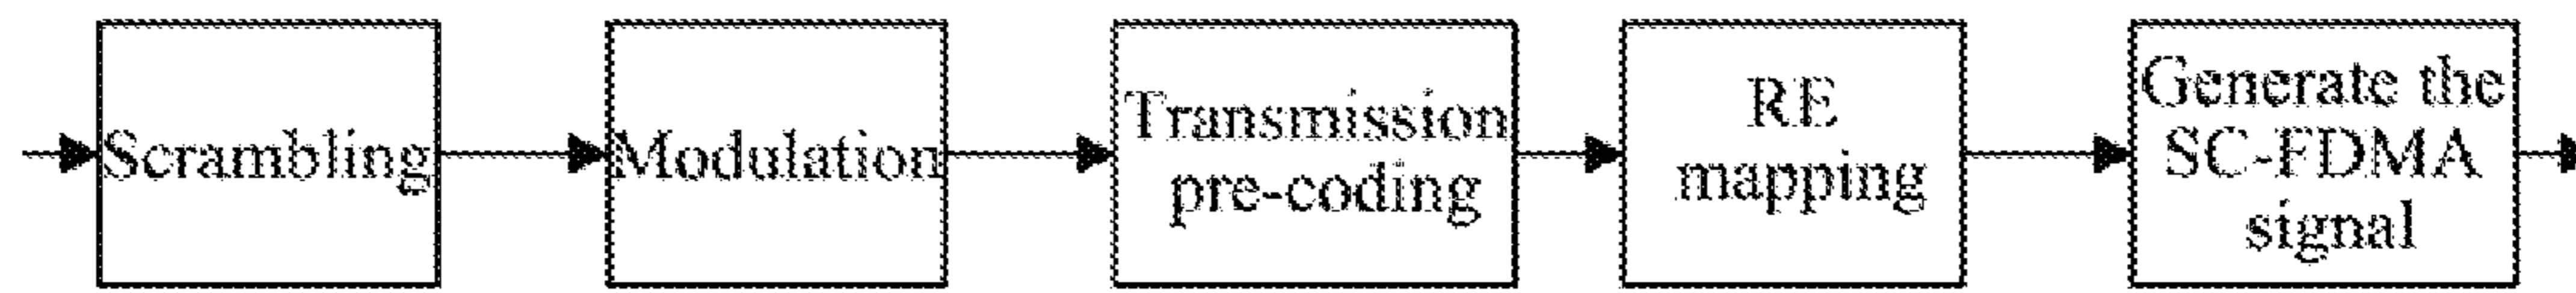 Scrambling
Modulation
Transmission
pre-coding
RE
mapping
Generate the
SC-FDMA
signal